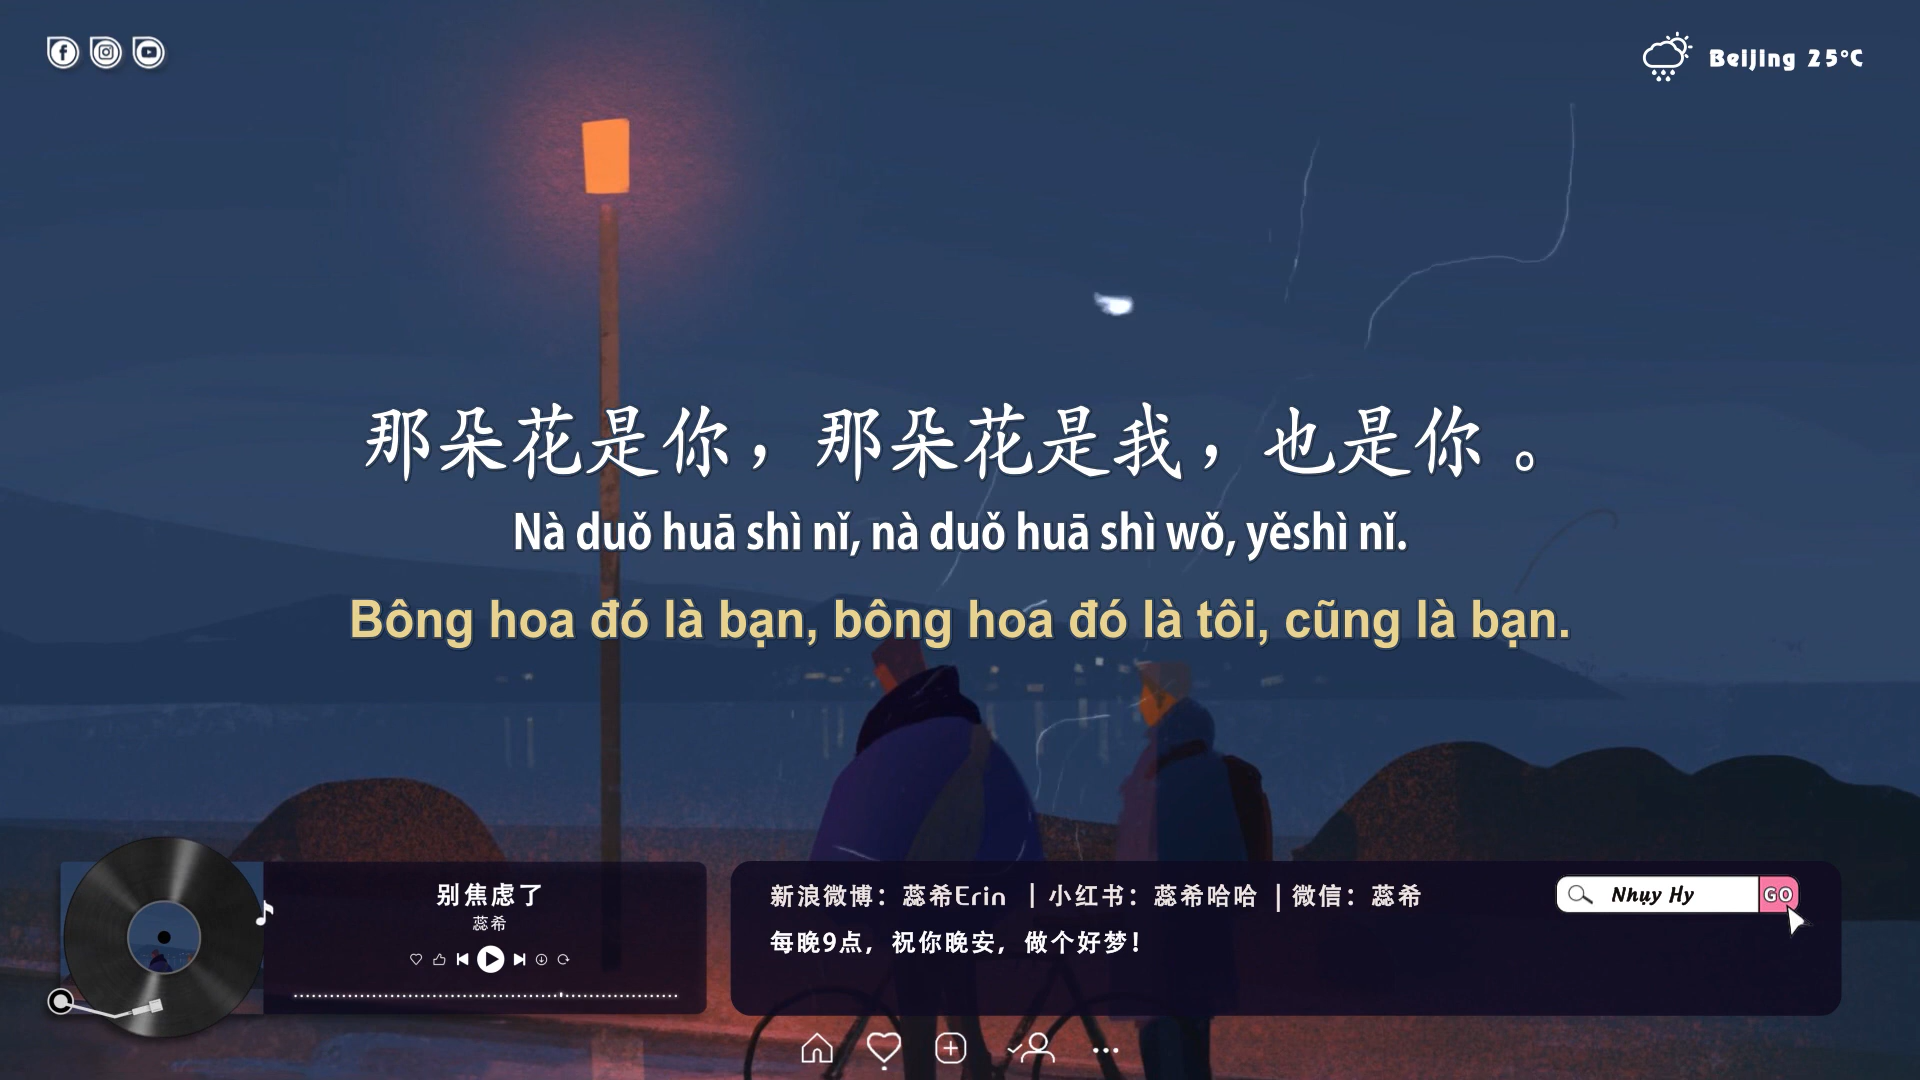 Beijing 25°C
那朵花是你，那朵花是我，也是你。
Nà duǒ huā shì nǐ, nà duǒ huā shì wǒ, yěshì nǐ.
Bông hoa đó là bạn, bông hoa đó là tôi, cũng là bạn.
别焦虑了
蕊希
新浪微博：蕊希Erin ｜小红书：蕊希哈哈 ｜微信：蕊希
每晚9点，祝你晚安，做个好梦！
Nhụy Hy
GO